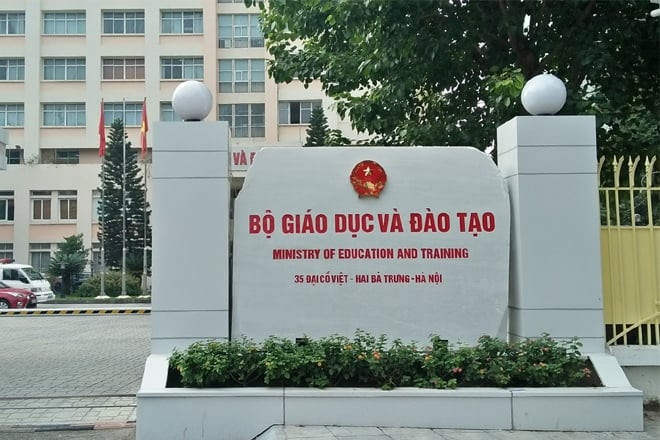 BỘ GIÁO DỤC VÀ ĐÀO TẠO
MINISTRY OF EDUCATION AND TRAINING
35 ĐẠI CỒ VIỆT - HAI BÀ TRƯNG - HÀ NỘI